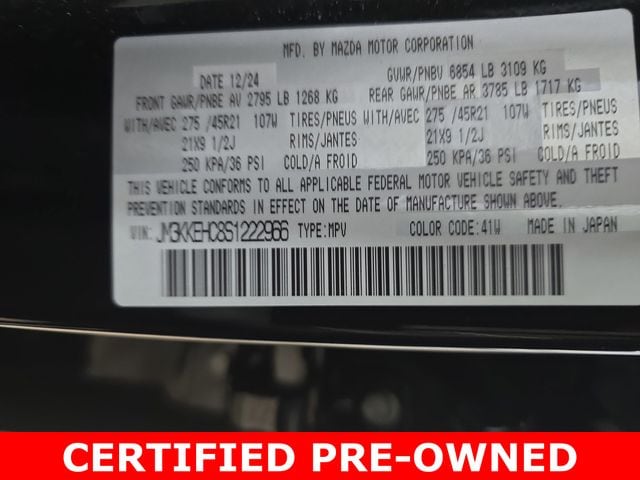 MFD. BY MAZDA MOTOR CORPORATION
DATE 12/24 GVWR/PNBV 6854 LB 3109 KG
FRONT GAWR/PNBE AV 2795 LB 1268 KG REAR GAWR/PNBE AR 3785 LB 1717 KG
WITH/AVEC 275 /45R21 107W TIRES/PNEUS WITH/AVEC 275 /45R21 107W TIRES/PNEUS
21X9 1/2J RIMS/JANTES 21X9 1/2J RIMS/JANTES
250 KPA/36 PSI COLD/A FROID 250 KPA/36 PSI COLD/A FROID
THIS VEHICLE CONFORMS TO ALL APPLICABLE FEDERAL MOTOR VEHICLE SAFETY AND THEFT
PREVENTION STANDARDS IN EFFECT ON THE DATE OF MANUFACTURE SHOWN ABOVE.
VIN: JM3KKEHC8S1222966 TYPE:MPV COLOR CODE:41W MADE IN JAPAN
CERTIFIED PRE-OWNED